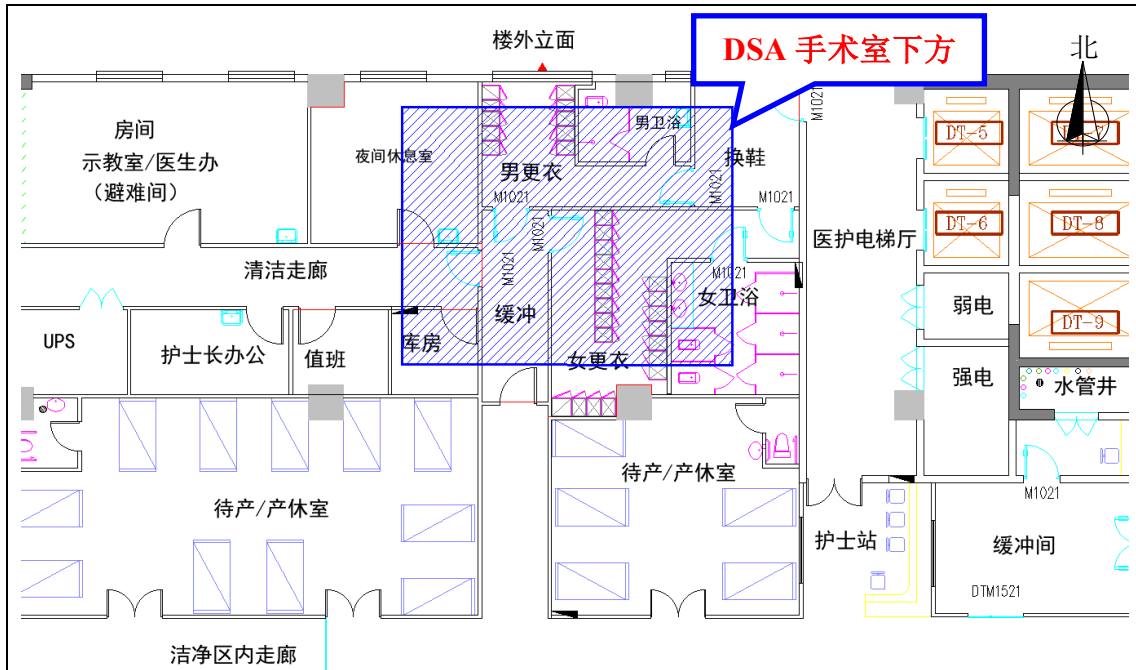 楼外立面
DSA 手术室下方
北
房间
示教室/医生办
（避难间）
夜间休息室
男更衣
男卫浴
换鞋
M1021
M1021
M1021
M1021
M1021
M1021
M1021
DT-5
DT-7
DT-6
DT-8
DT-9
医护电梯厅
清洁走廊
缓冲
女卫浴
女更衣
弱电
强电
水管井
UPS
护士长办公
值班
库房
待产/产休室
待产/产休室
护士站
M1021
缓冲间
DTM1521
洁净区内走廊